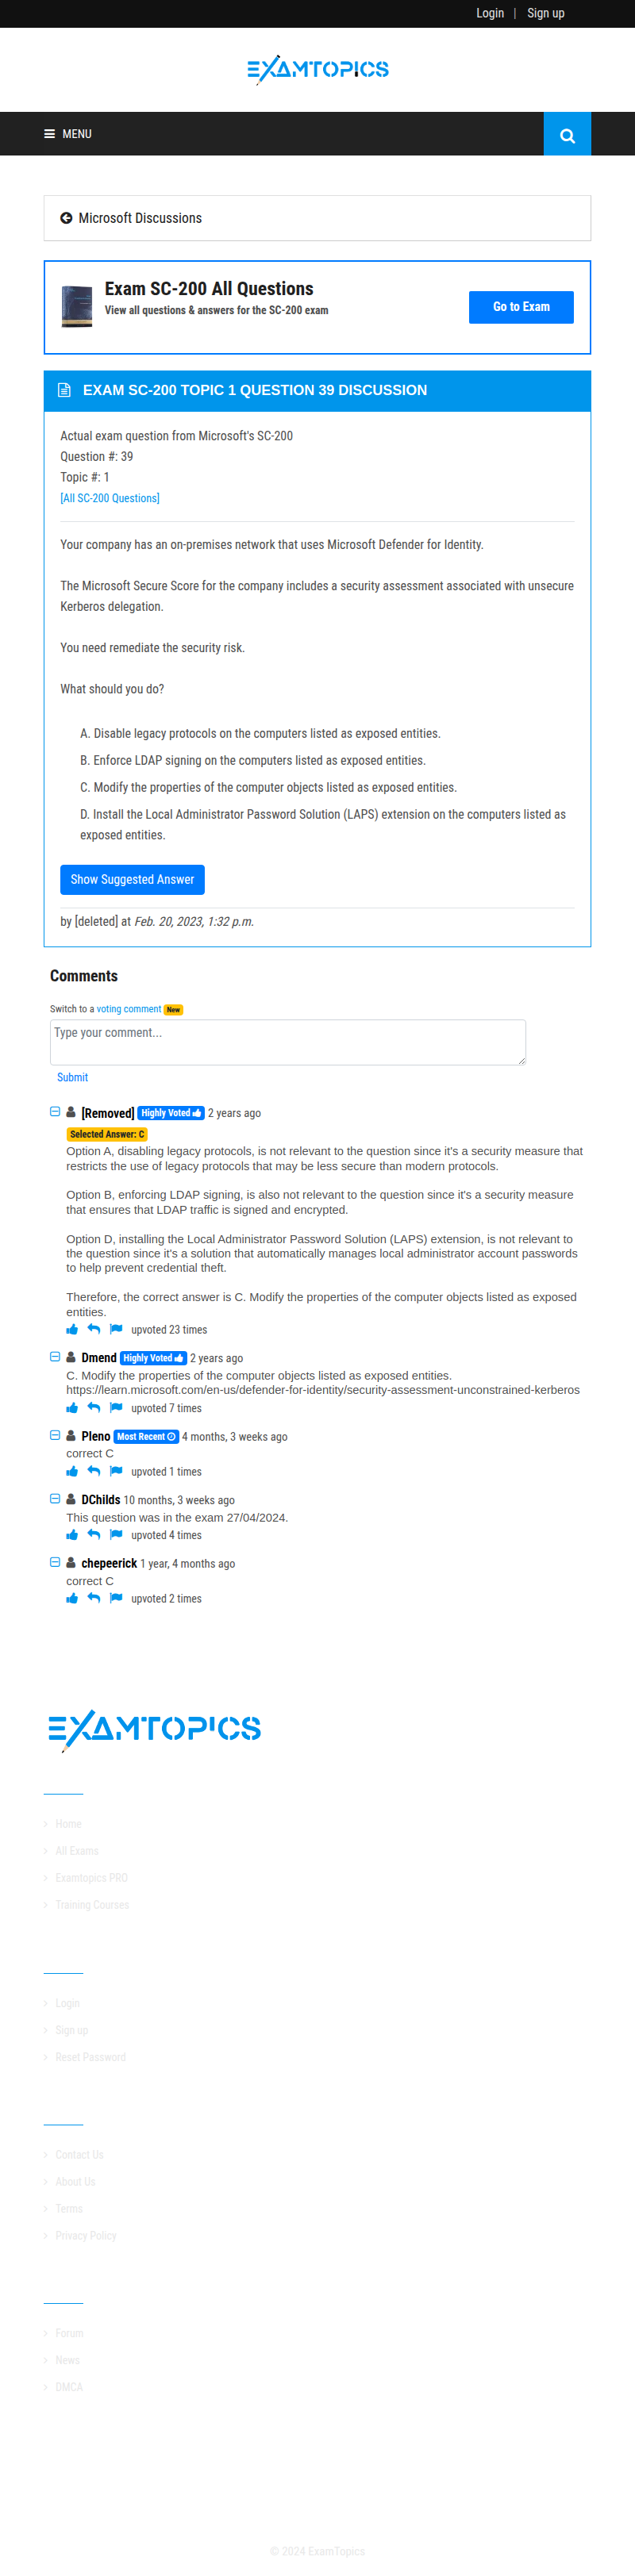 Login | Sign up
EXAMTOPICS
MENU
Microsoft Discussions
Exam SC-200 All Questions
View all questions & answers for the SC-200 exam
Go to Exam
EXAM SC-200 TOPIC 1 QUESTION 39 DISCUSSION
Actual exam question from Microsoft's SC-200
Question #: 39
Topic #: 1
[All SC-200 Questions]
Your company has an on-premises network that uses Microsoft Defender for Identity.
The Microsoft Secure Score for the company includes a security assessment associated with unsecure
Kerberos delegation.
You need remediate the security risk.
What should you do?
A. Disable legacy protocols on the computers listed as exposed entities.
B. Enforce LDAP signing on the computers listed as exposed entities.
C. Modify the properties of the computer objects listed as exposed entities.
D. Install the Local Administrator Password Solution (LAPS) extension on the computers listed as
exposed entities.
Show Suggested Answer
by [deleted] at Feb. 20, 2023, 1:32 p.m.
Comments
Switch to a voting comment New
Type your comment...
Submit
[Removed] Highly Voted 2 years ago
Selected Answer: C
Option A, disabling legacy protocols, is not relevant to the question since it's a security measure that
restricts the use of legacy protocols that may be less secure than modern protocols.
Option B, enforcing LDAP signing, is also not relevant to the question since it's a security measure
that ensures that LDAP traffic is signed and encrypted.
Option D, installing the Local Administrator Password Solution (LAPS) extension, is not relevant to
the question since it's a solution that automatically manages local administrator account passwords
to help prevent credential theft.
Therefore, the correct answer is C. Modify the properties of the computer objects listed as exposed
entities.
upvoted 23 times
Dmend Highly Voted 2 years ago
C. Modify the properties of the computer objects listed as exposed entities.
https://learn.microsoft.com/en-us/defender-for-identity/security-assessment-unconstrained-kerberos
upvoted 7 times
Pleno Most Recent 4 months, 3 weeks ago
correct C
upvoted 1 times
DChilds 10 months, 3 weeks ago
This question was in the exam 27/04/2024.
upvoted 4 times
chepeerick 1 year, 4 months ago
correct C
upvoted 2 times
EXAMTOPICS
Home
All Exams
Examtopics PRO
Training Courses
Login
Sign up
Reset Password
Contact Us
About Us
Terms
Privacy Policy
Forum
News
DMCA
© 2024 ExamTopics